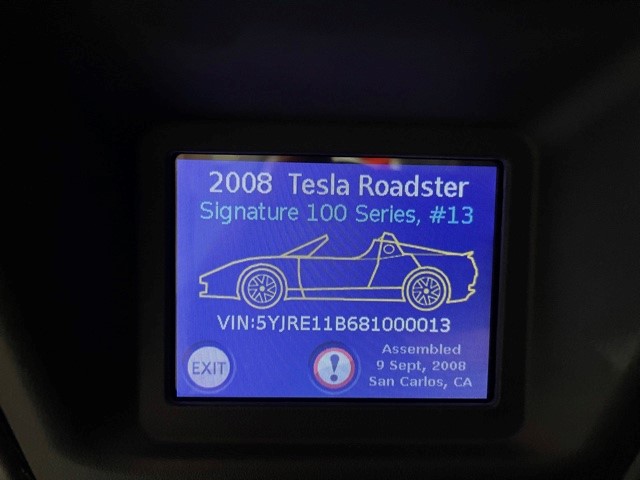 2008 Tesla Roadster
Signature 100 Series, #13
VIN:5YJRE11B681000013
Assembled
9 Sept, 2008
San Carlos, CA
EXIT
!